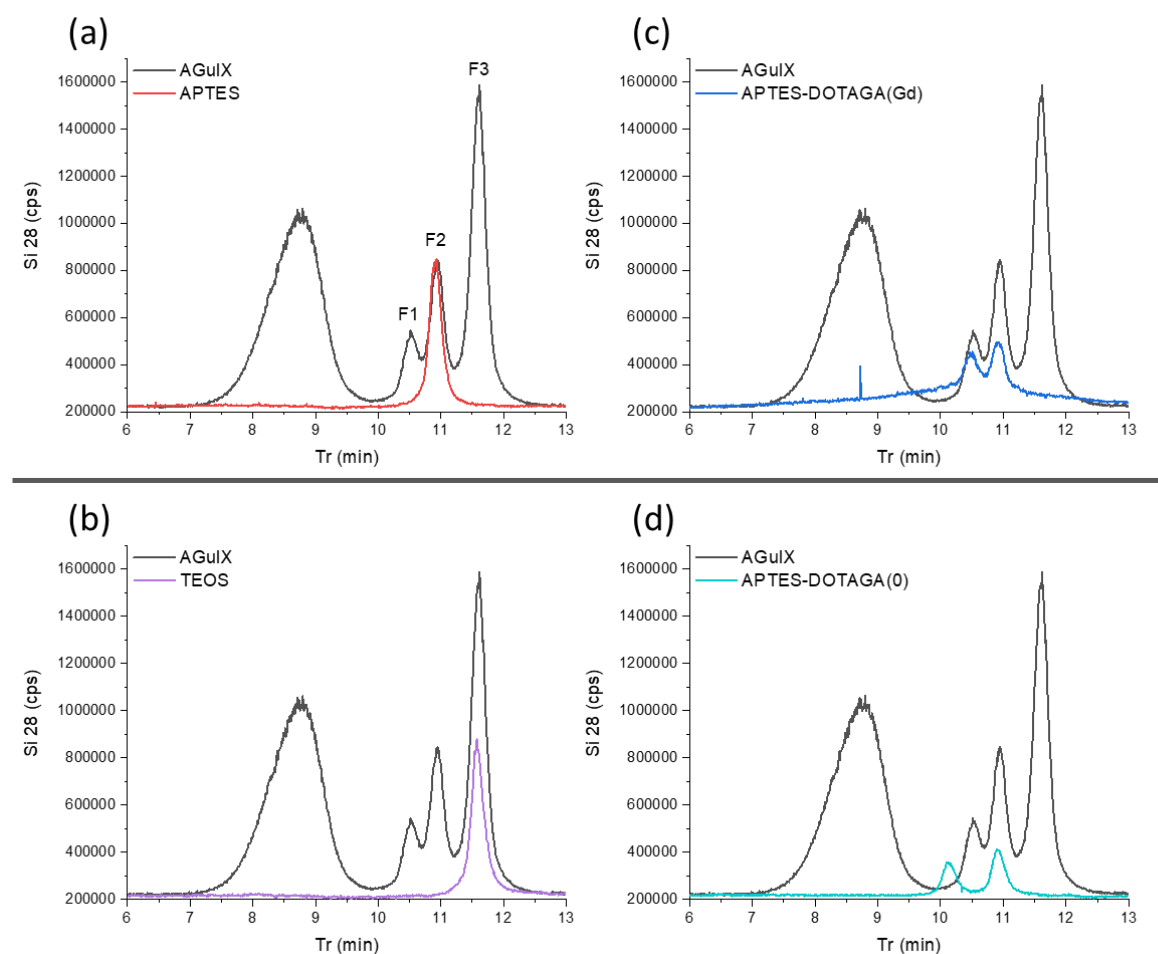 (a)
AGuIX
APTES
F1
F2
F3
1600000
1400000
1200000
1000000
800000
600000
400000
200000
Si 28 (cps)
6 7 8 9 10 11 12 13
Tr (min)
(c)
AGuIX
APTES-DOTAGA(Gd)
1600000
1400000
1200000
1000000
800000
600000
400000
200000
Si 28 (cps)
6 7 8 9 10 11 12 13
Tr (min)
(b)
AGuIX
TEOS
1600000
1400000
1200000
1000000
800000
600000
400000
200000
Si 28 (cps)
6 7 8 9 10 11 12 13
Tr (min)
(d)
AGuIX
APTES-DOTAGA(0)
1600000
1400000
1200000
1000000
800000
600000
400000
200000
Si 28 (cps)
6 7 8 9 10 11 12 13
Tr (min)